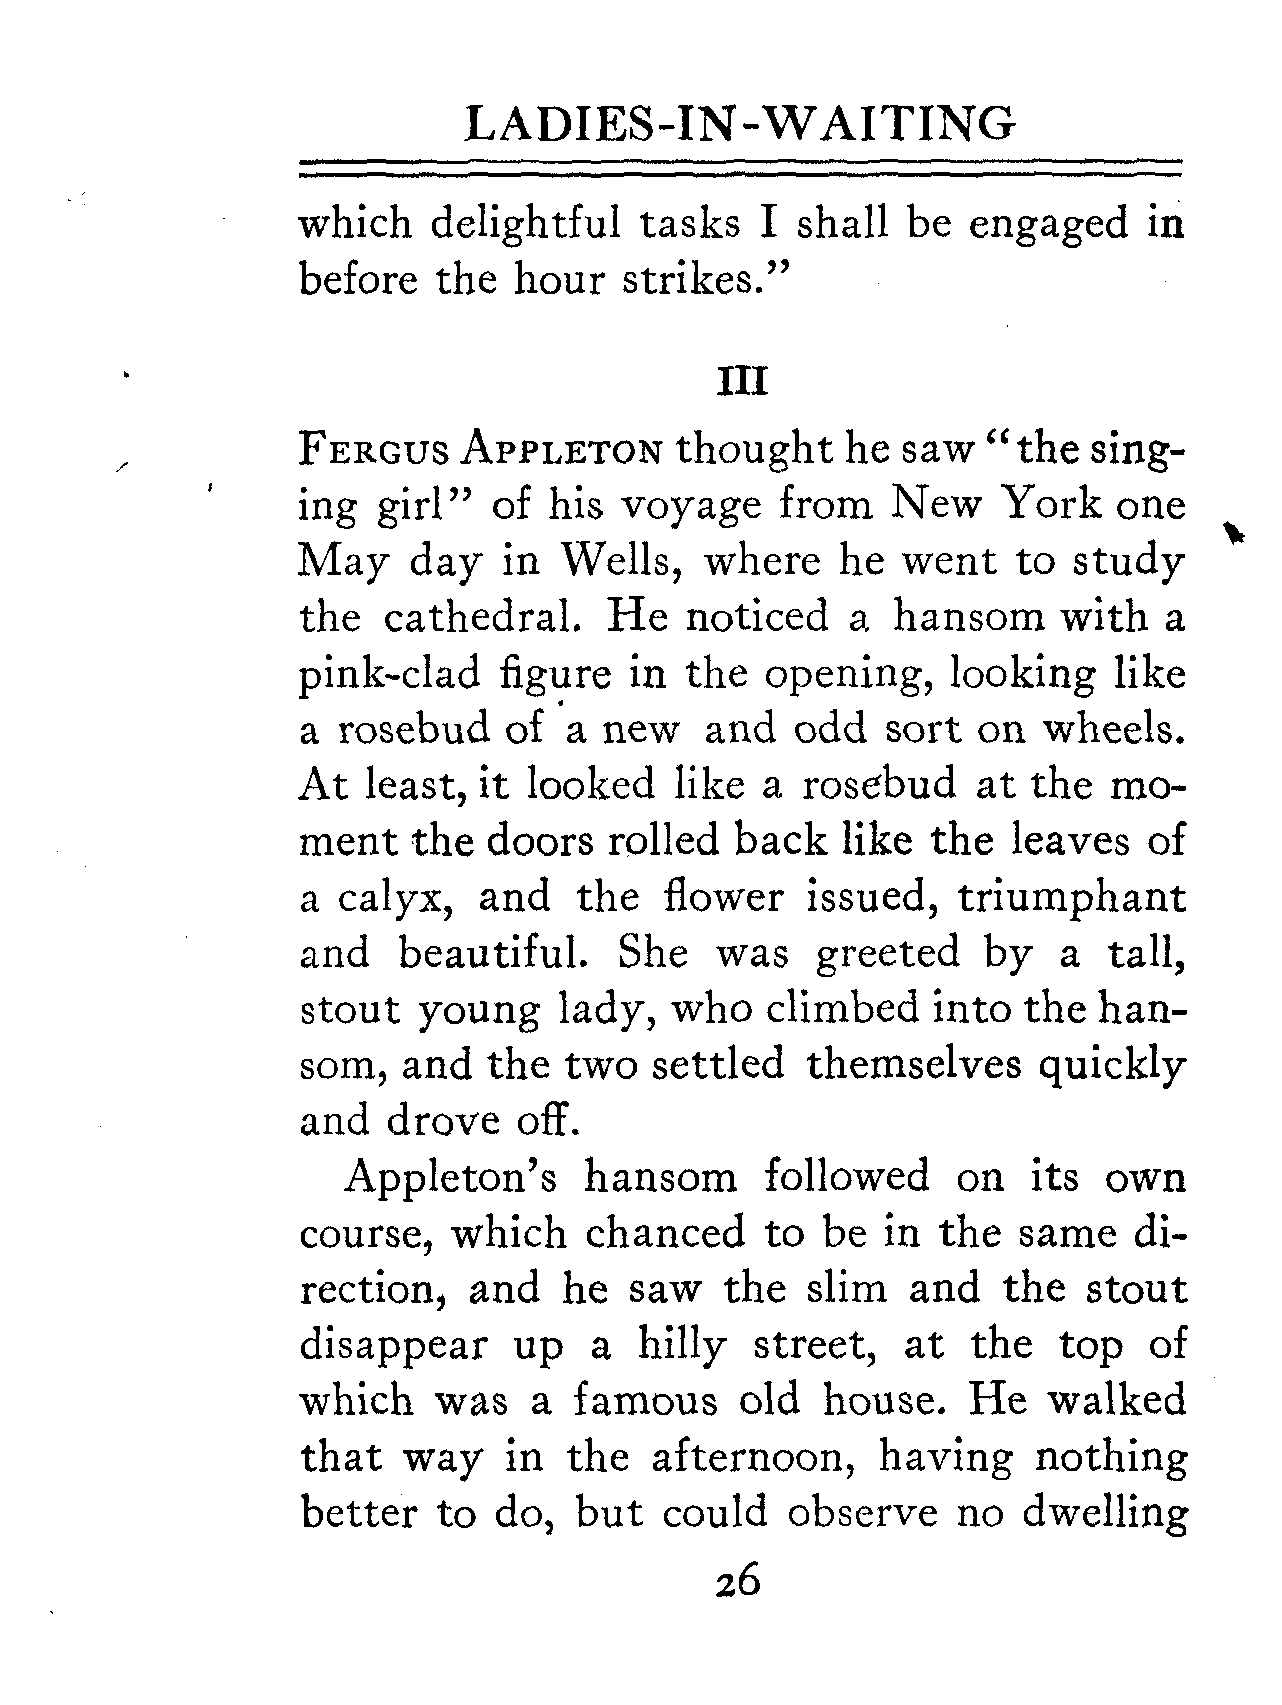 LADIES-IN-WAITING
which delightful tasks I shall be engaged in
before the hour strikes.”
III
FERGUS APPLETON thought he saw “the sing-
ing girl” of his voyage from New York one
May day in Wells, where he went to study
the cathedral. He noticed a hansom with a
pink-clad figure in the opening, looking like
a rosebud of a new and odd sort on wheels.
At least, it looked like a rosebud at the mo-
ment the doors rolled back like the leaves of
a calyx, and the flower issued, triumphant
and beautiful. She was greeted by a tall,
stout young lady, who climbed into the han-
som, and the two settled themselves quickly
and drove off.
Appleton’s hansom followed on its own
course, which chanced to be in the same di-
rection, and he saw the slim and the stout
disappear up a hilly street, at the top of
which was a famous old house. He walked
that way in the afternoon, having nothing
better to do, but could observe no dwelling
26